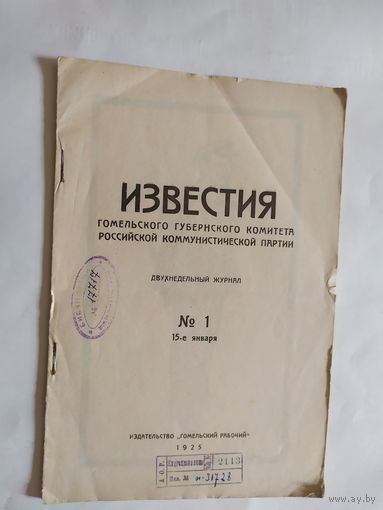 ИЗВЕСТИЯ
ГОМЕЛЬСКОГО ГУБЕРНСКОГО КОМИТЕТА
РОССИЙСКОЙ КОММУНИСТИЧЕСКОЙ ПАРТИИ
ДВУХНЕДЕЛЬНЫЙ ЖУРНАЛ
№ 1
15-е января
ИЗДАТЕЛЬСТВО „ГОМЕЛЬСКИЙ РАБОЧИЙ"
1925
2113
www.ay.by